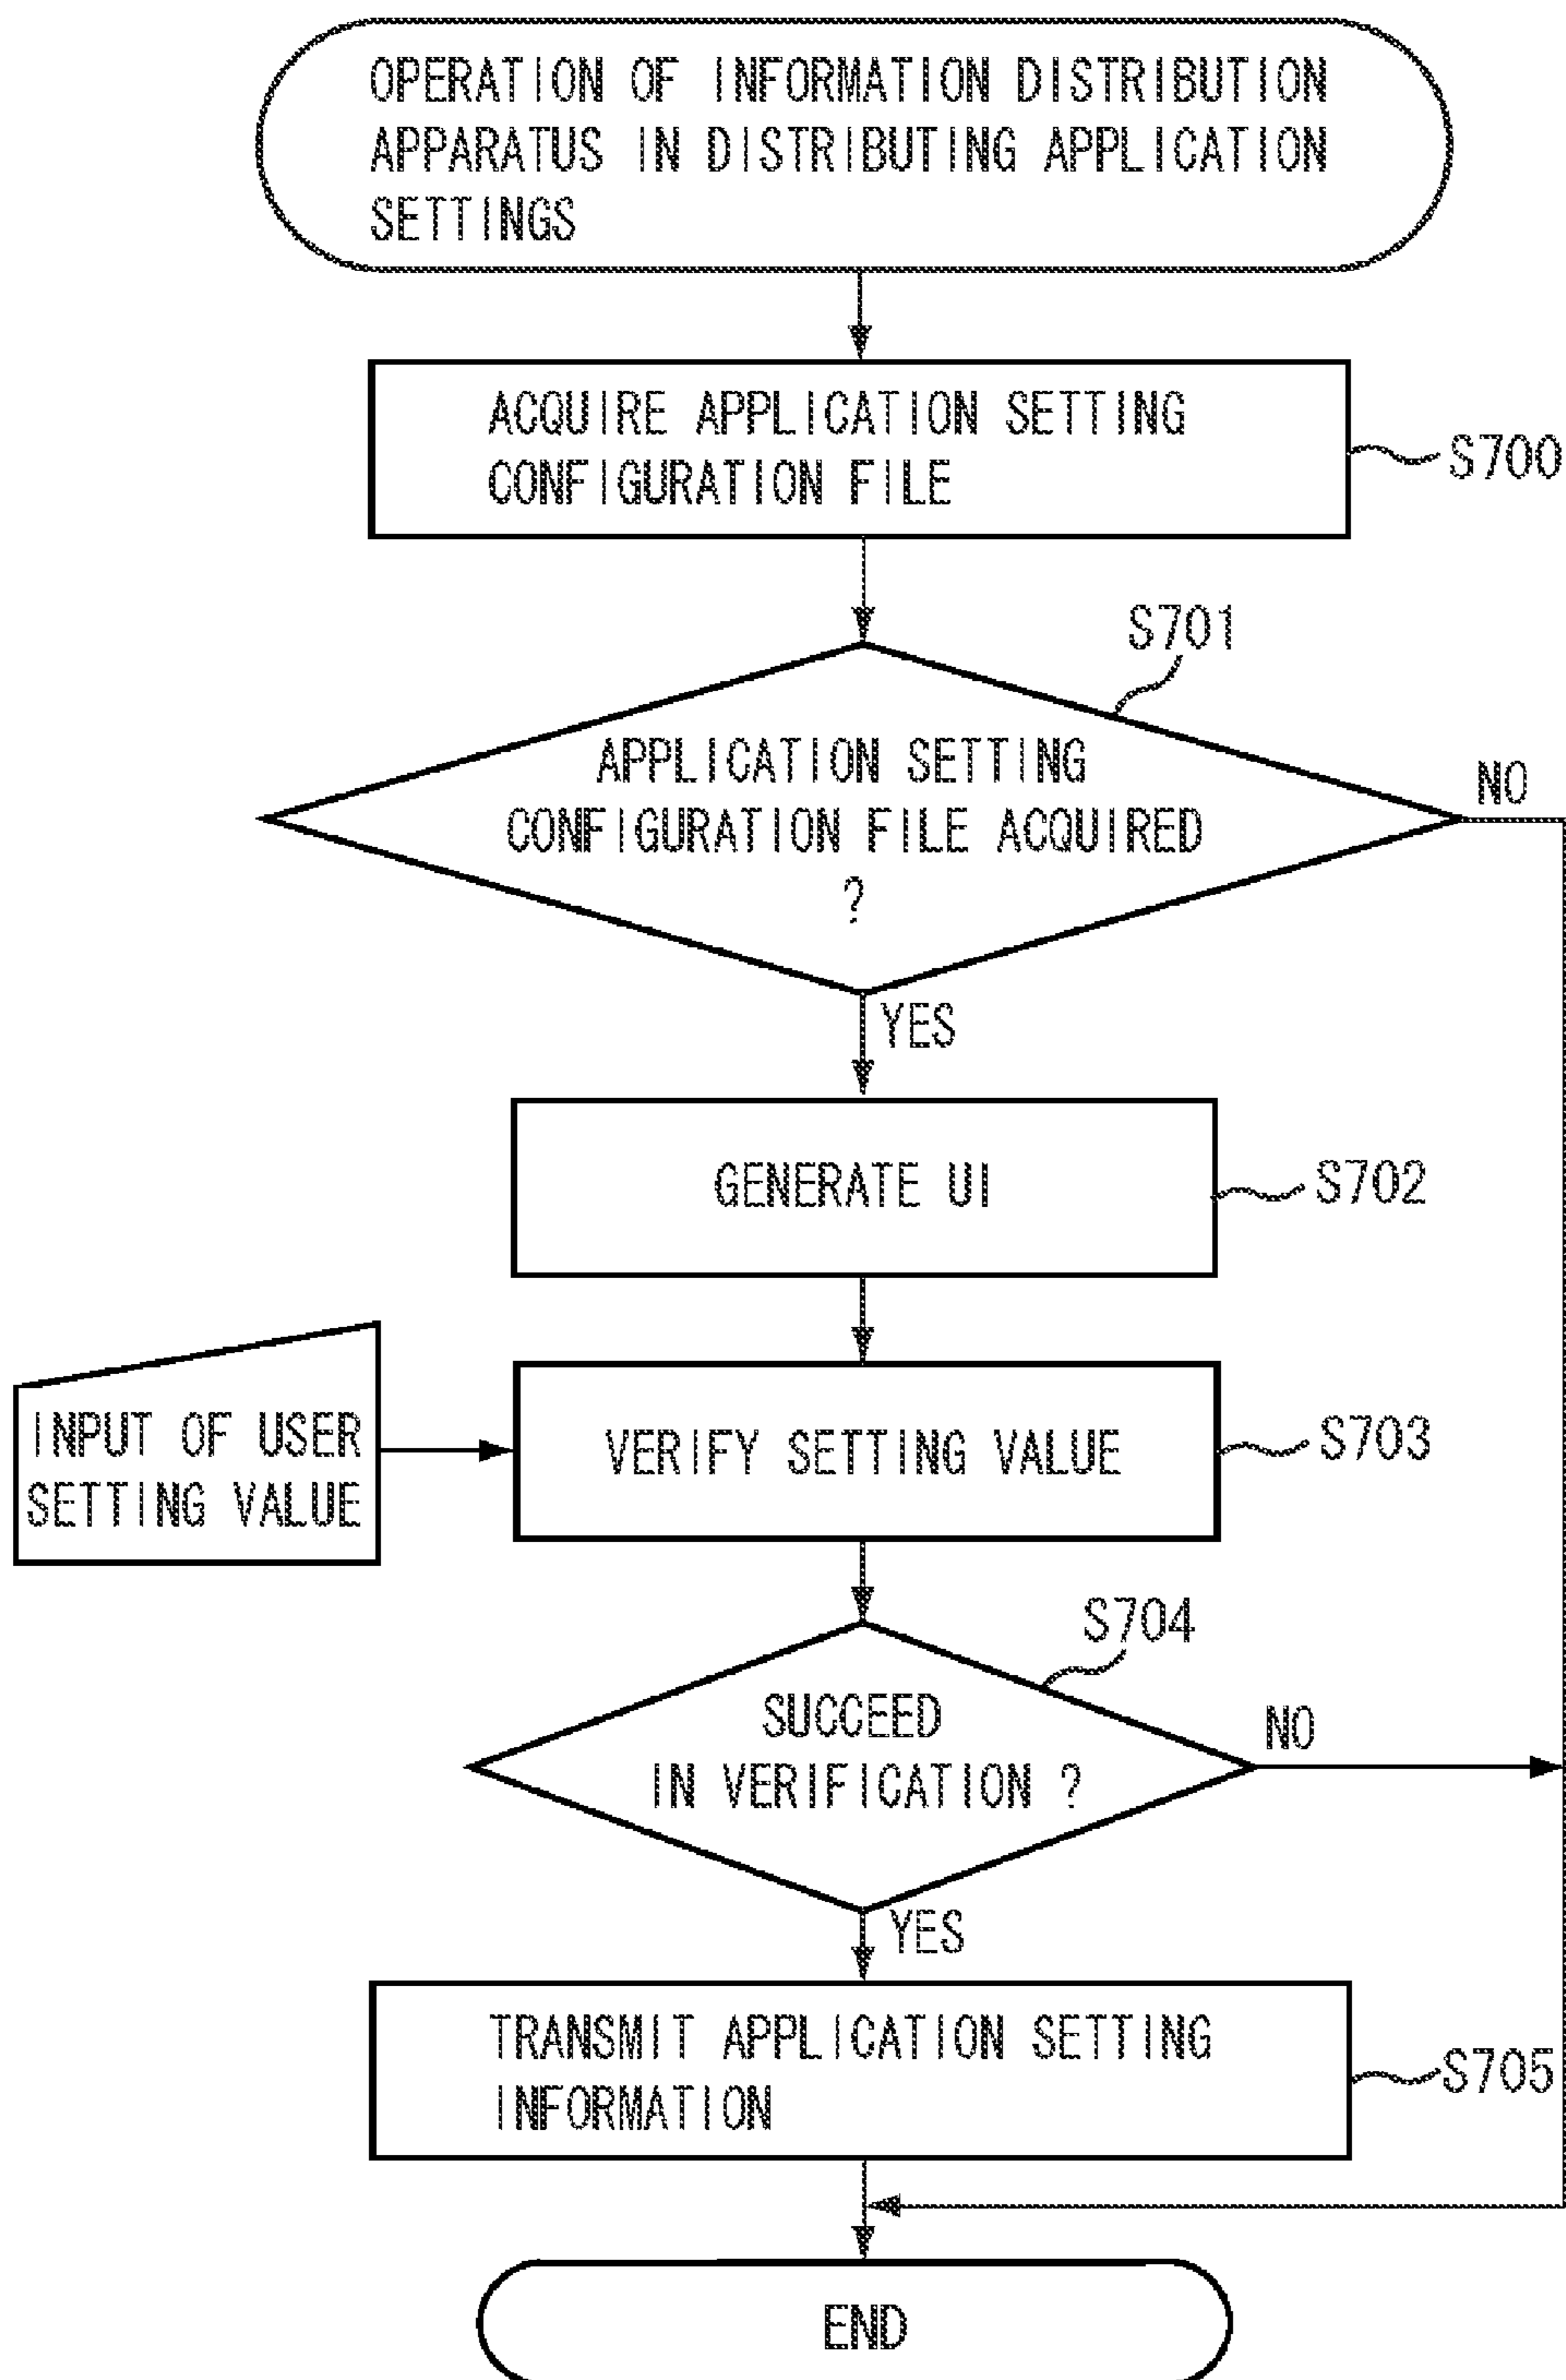 OPERATION OF INFORMATION DISTRIBUTION
APPARATUS IN DISTRIBUTING APPLICATION
SETTINGS
ACQUIRE APPLICATION SETTING
CONFIGURATION FILE
S700
S701
APPLICATION SETTING
CONFIGURATION FILE ACQUIRED
?
NO
YES
GENERATE UI
S702
INPUT OF USER
SETTING VALUE
VERIFY SETTING VALUE
S703
S704
SUCCEED
IN VERIFICATION ?
NO
YES
TRANSMIT APPLICATION SETTING
INFORMATION
S705
END